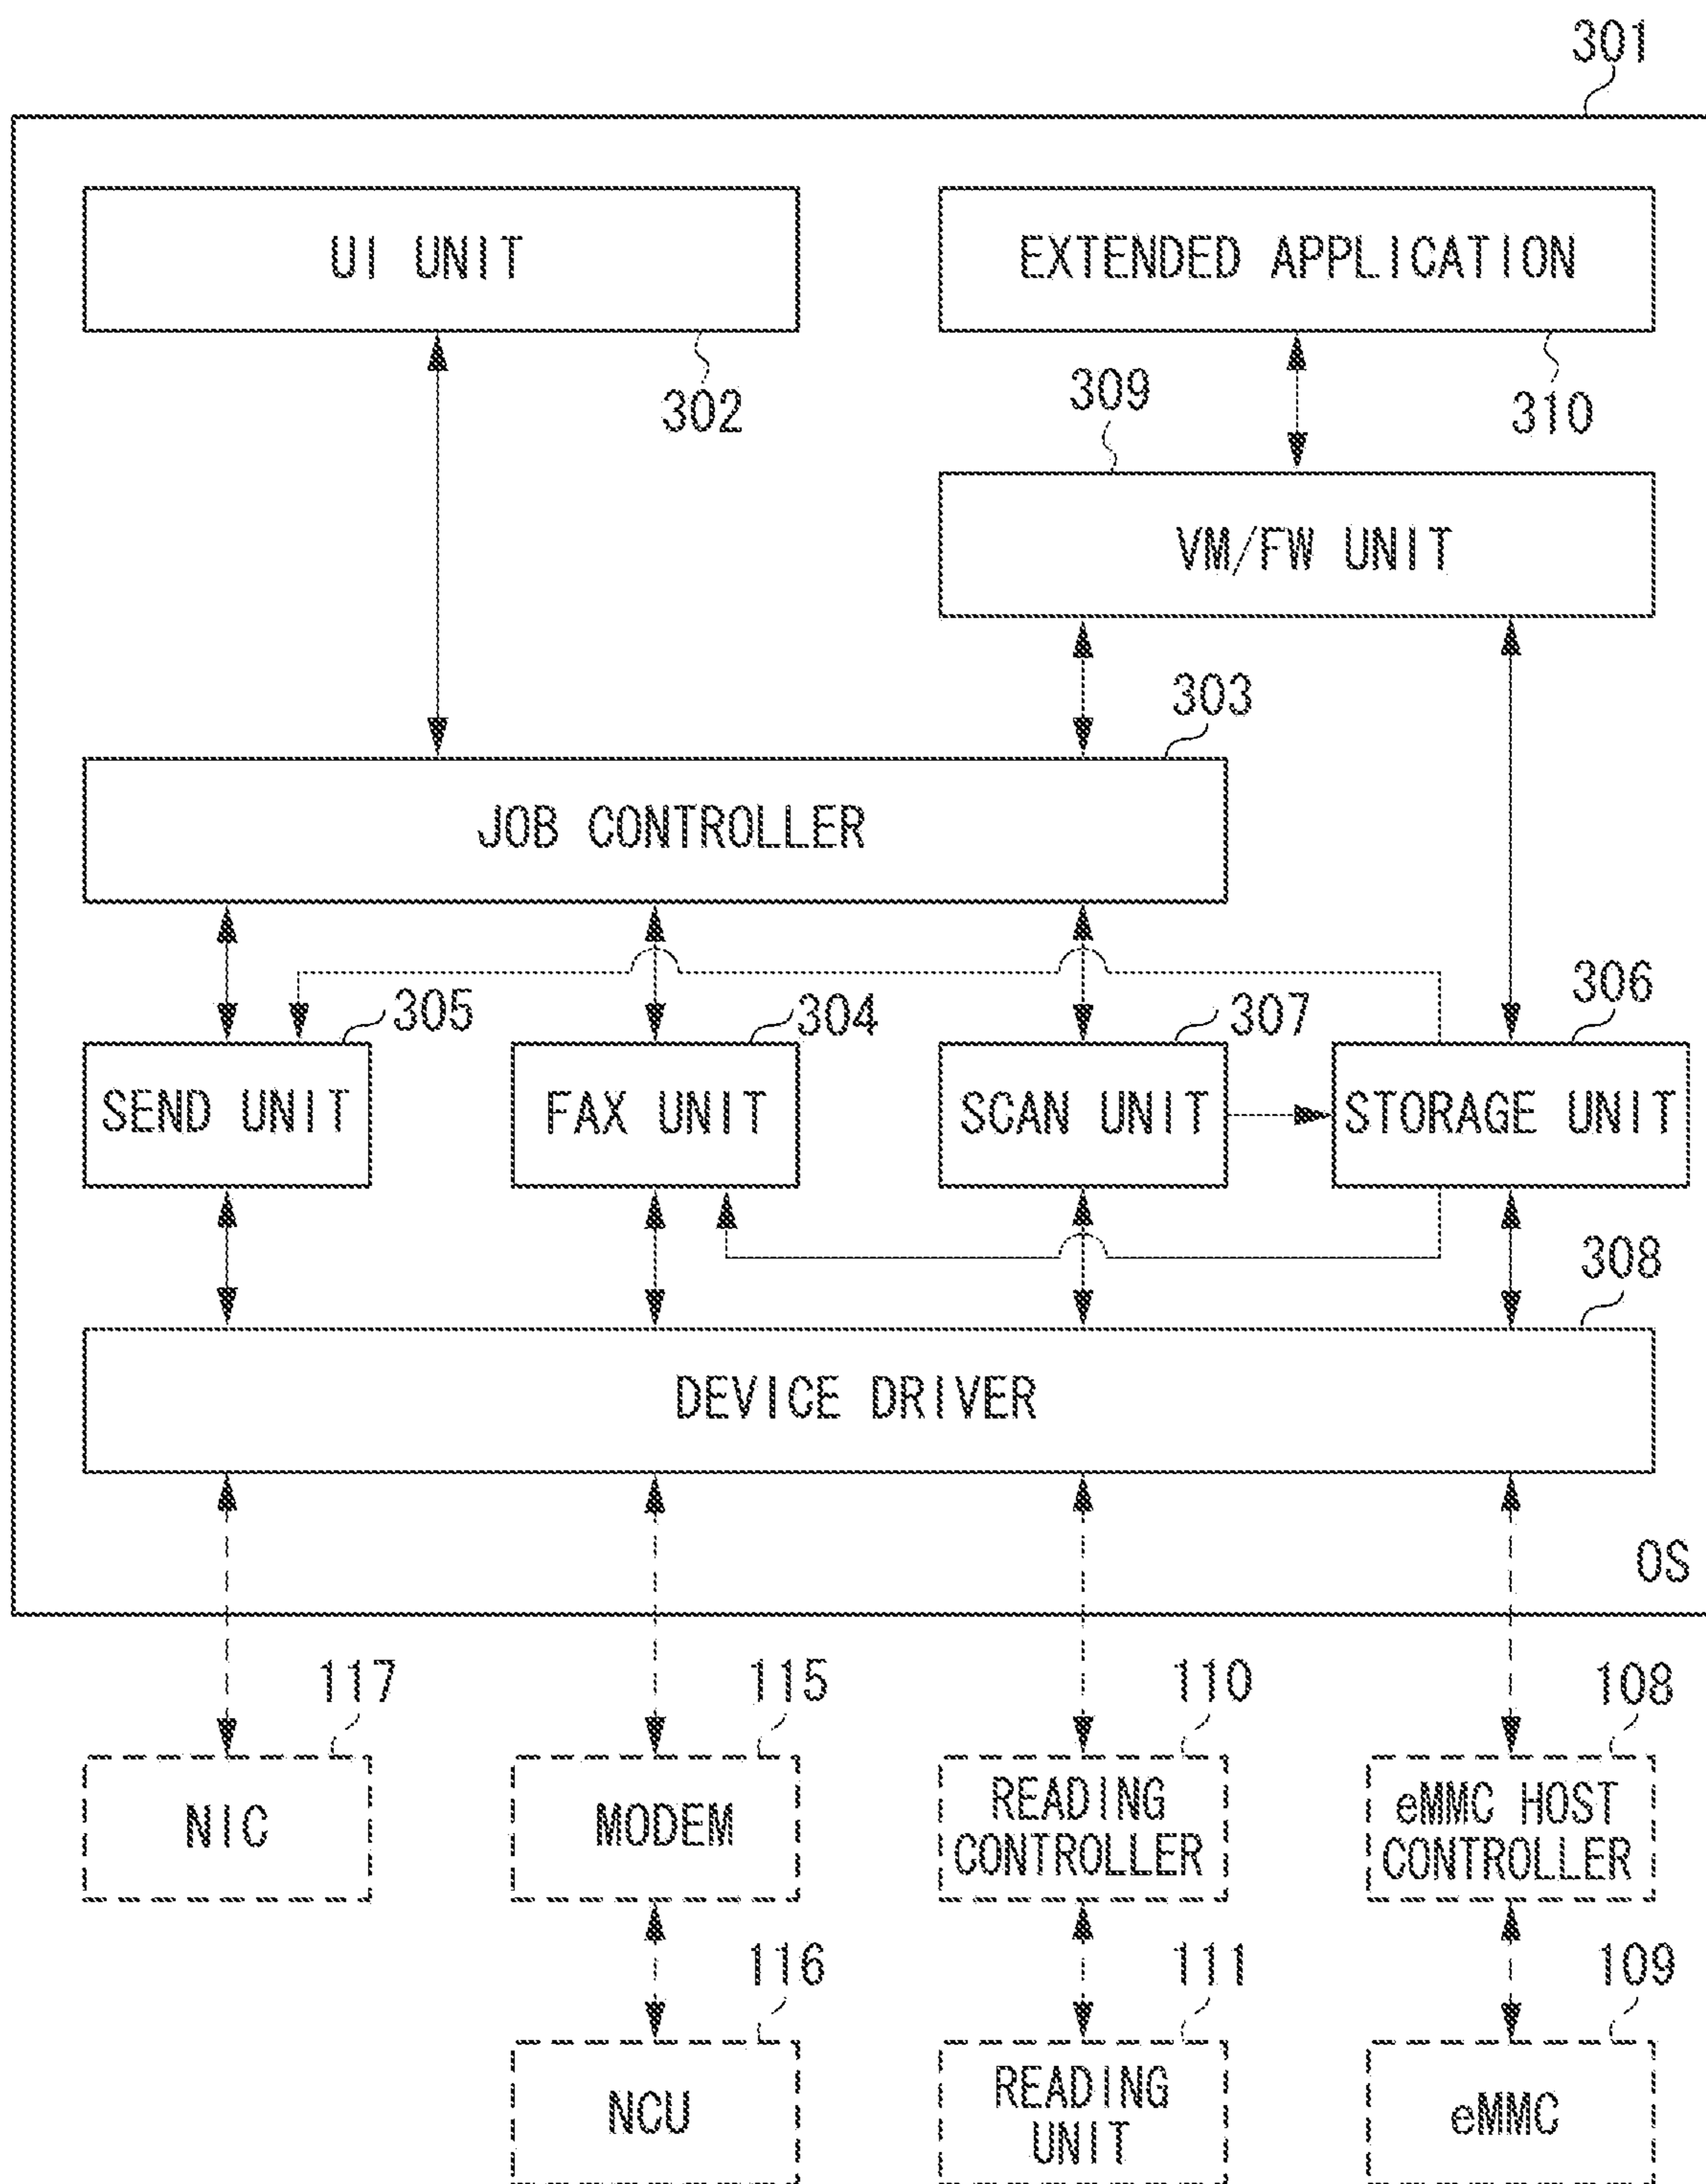 301
UI UNIT
EXTENDED APPLICATION
302
309
310
VM/FW UNIT
303
JOB CONTROLLER
305
304
307
306
SEND UNIT
FAX UNIT
SCAN UNIT
STORAGE UNIT
308
DEVICE DRIVER
OS
117
115
110
108
NIC
MODEM
READING
CONTROLLER
eMMC HOST
CONTROLLER
116
111
109
NCU
READING
UNIT
eMMC